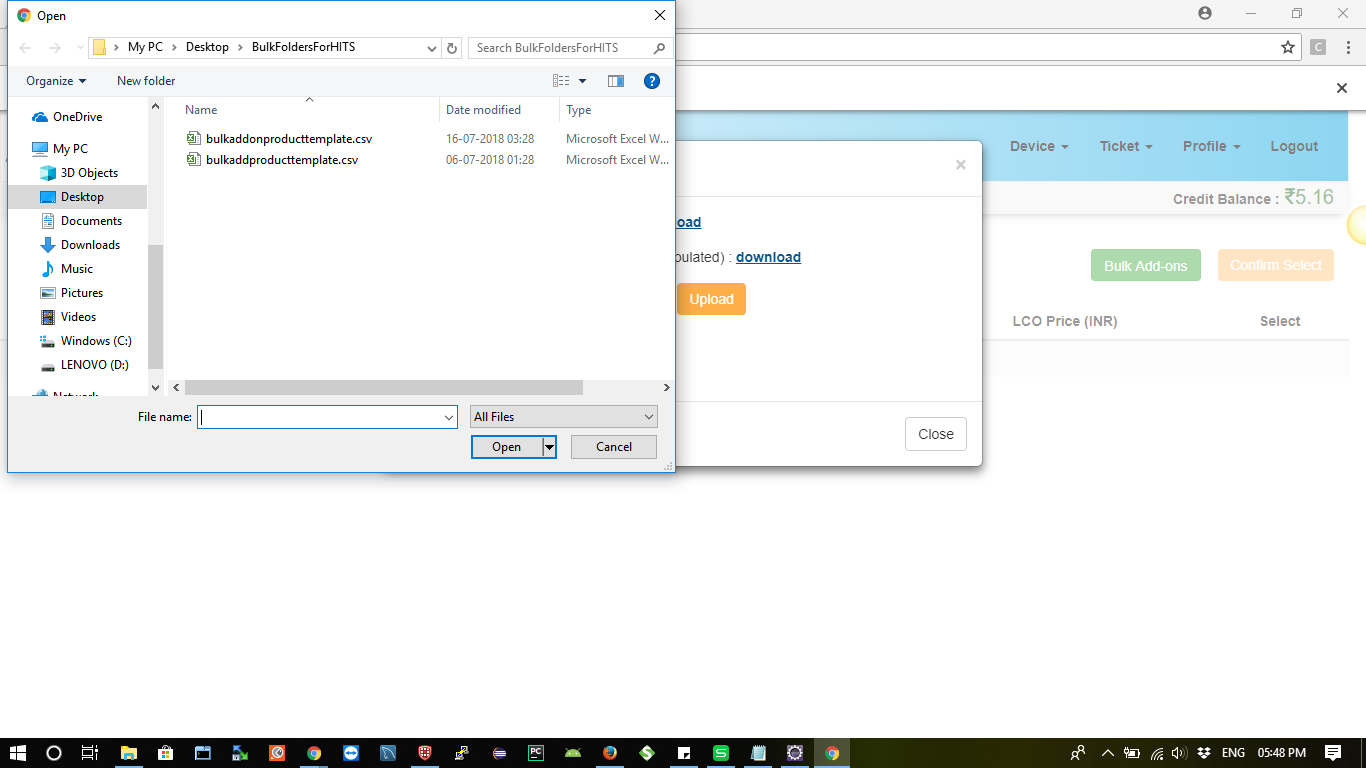 Open
My PC > Desktop > BulkFoldersForHITS
Search BulkFoldersForHITS
Organize
New folder
OneDrive
My PC
3D Objects
Desktop
Documents
Downloads
Music
Pictures
Videos
Windows (C:)
LENOVO (D:)
Network
Name
Date modified
Type
bulkaddonproducttemplate.csv 16-07-2018 03:28 Microsoft Excel W...
bulkaddproducttemplate.csv 06-07-2018 01:28 Microsoft Excel W...
File name:
All Files
Open
Cancel
C
Device
Ticket
Profile
Logout
×
Credit Balance : ₹5.16
oad
pulated) : download
Upload
Bulk Add-ons
Confirm Select
LCO Price (INR)
Select
Close
PC
ENG
05:48 PM